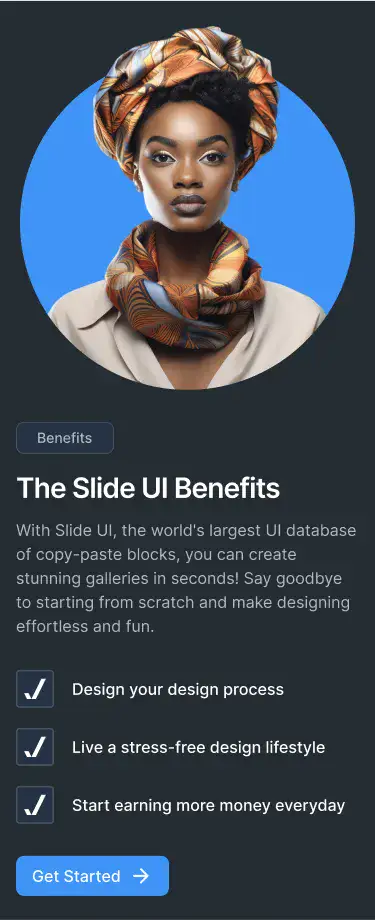 Benefits
The Slide UI Benefits
With Slide UI, the world's largest UI database
of copy-paste blocks, you can create
stunning galleries in seconds! Say goodbye
to starting from scratch and make designing
effortless and fun.
Design your design process
Live a stress-free design lifestyle
Start earning more money everyday
Get Started